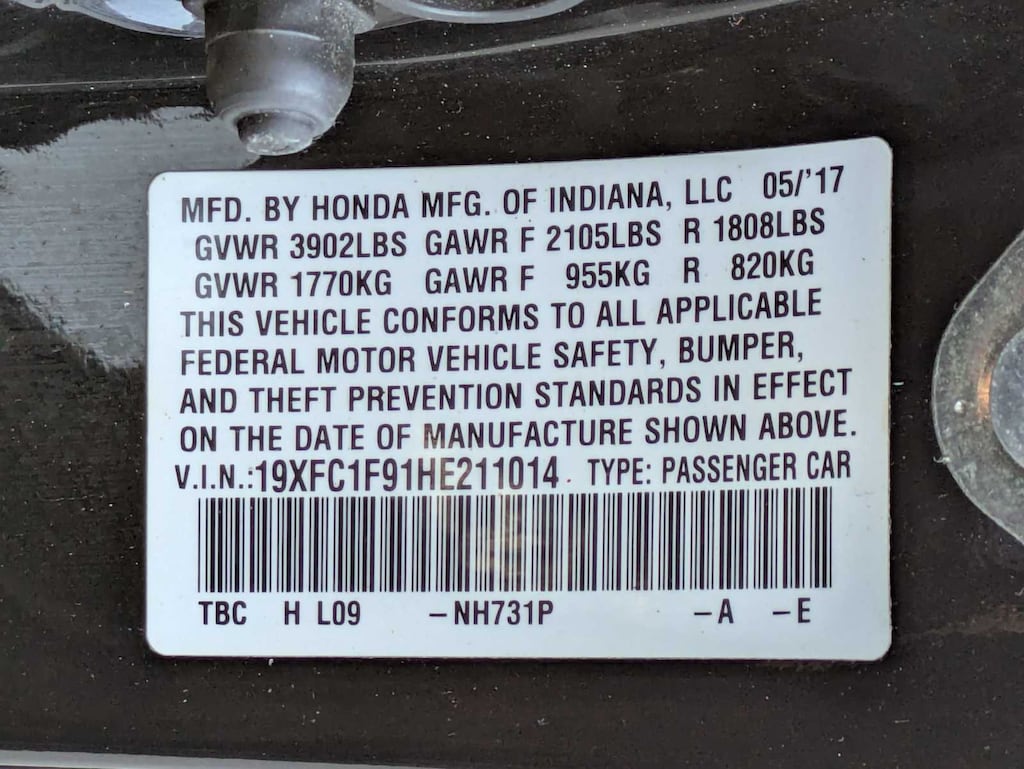 MFD. BY HONDA MFG. OF INDIANA, LLC 05/'17
GVWR 3902LBS GAWR F 2105LBS R 1808LBS
GVWR 1770KG GAWR F 955KG R 820KG
THIS VEHICLE CONFORMS TO ALL APPLICABLE
FEDERAL MOTOR VEHICLE SAFETY, BUMPER,
AND THEFT PREVENTION STANDARDS IN EFFECT
ON THE DATE OF MANUFACTURE SHOWN ABOVE.
V.I.N.:19XFC1F91HE211014. TYPE: PASSENGER CAR
TBC H L09 –NH731P –A –E